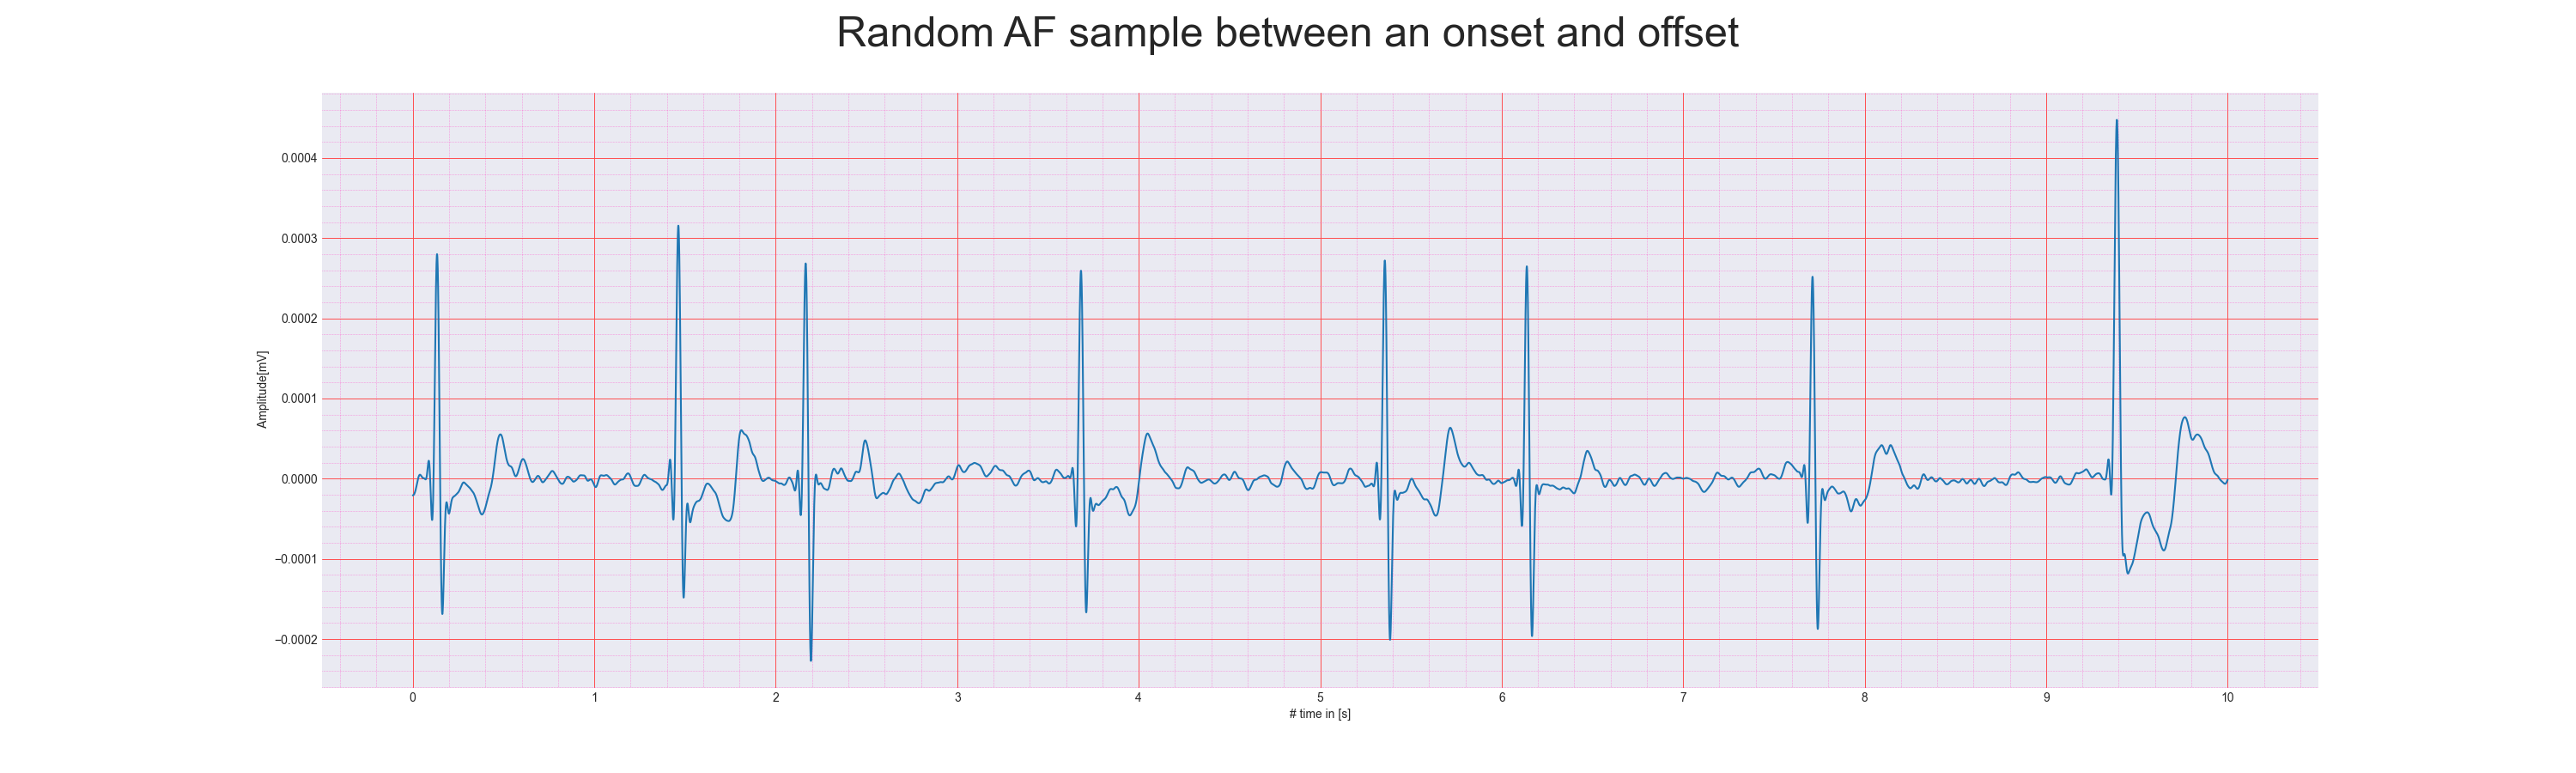 Random AF sample between an onset and offset
0.0004
0.0003
0.0002
0.0001
0.0000
−0.0001
−0.0002
Amplitude[mV]
0 1 2 3 4 5 6 7 8 9 10
# time in [s]